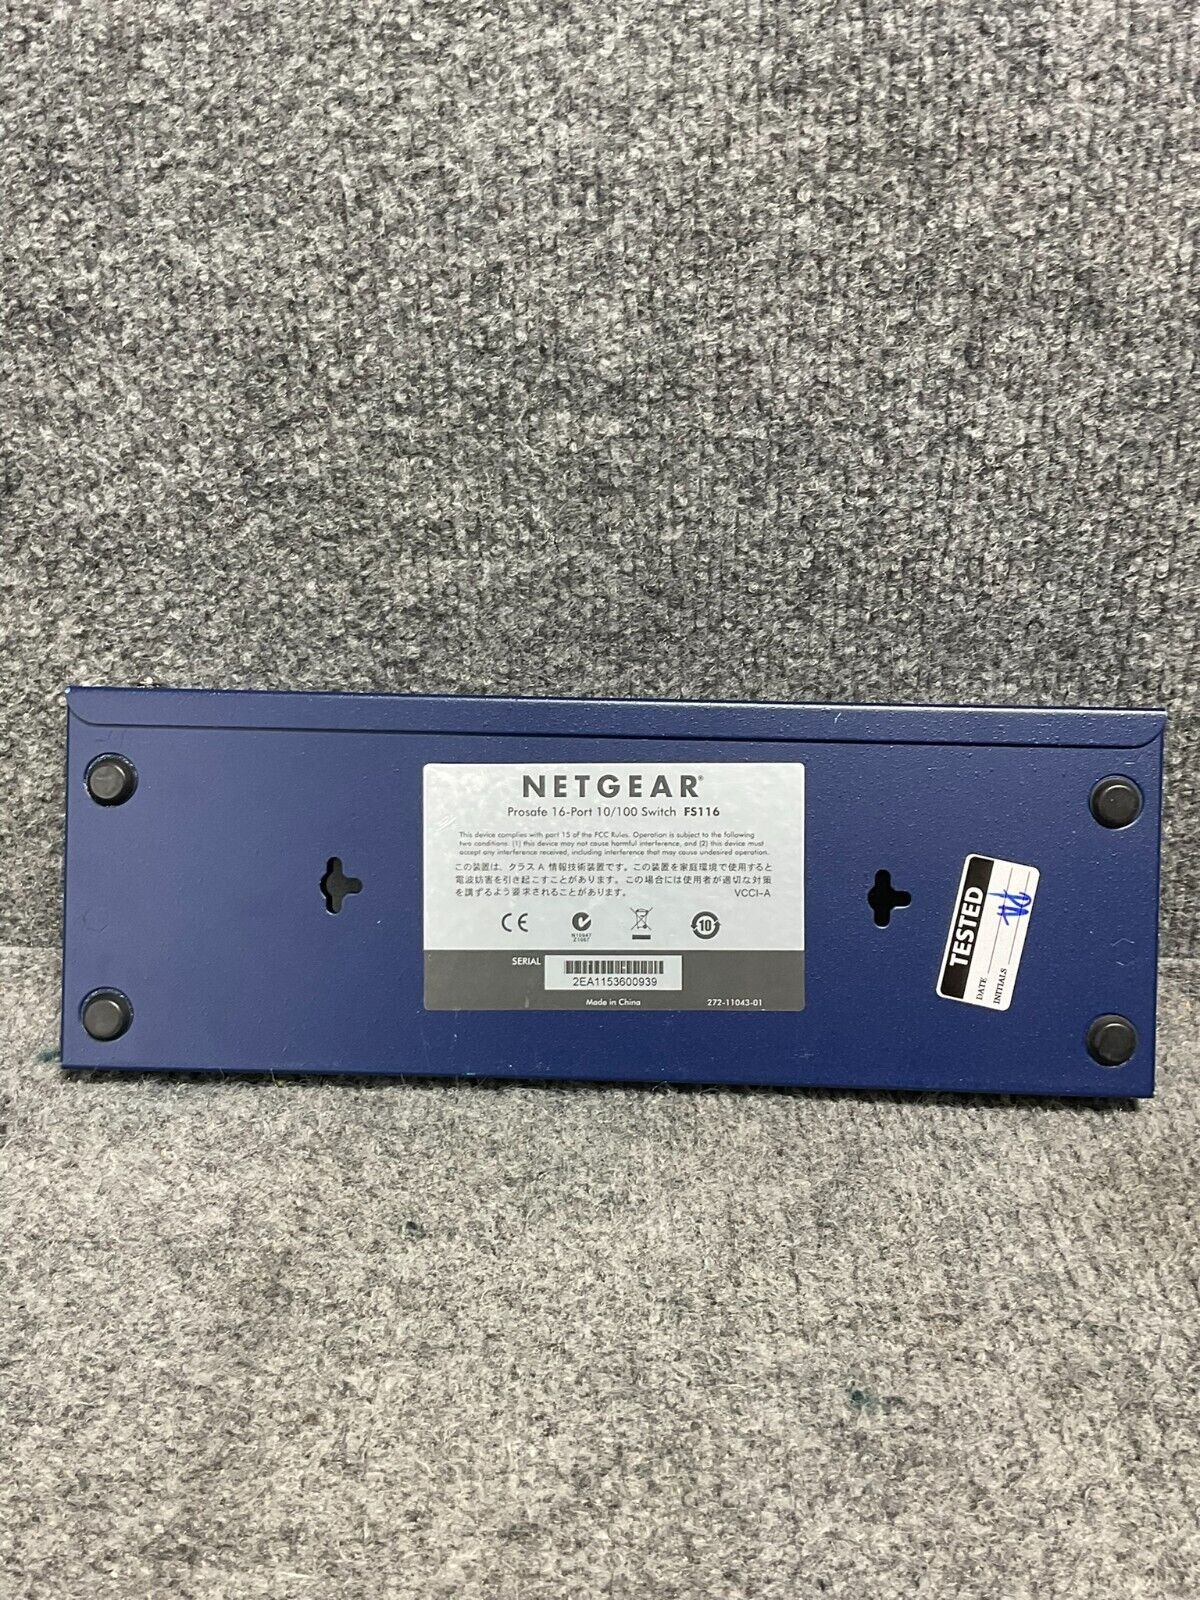 NETGEAR®
Prosafe 16-Port 10/100 Switch FS116
This device complies with part 15 of the FCC Rules. Operation is subject to the following
two conditions: (1) this device may not cause harmful interference, and (2) this device must
accept any interference received, including interference that may cause undesired operation.
この装置は、クラス A 情報技術装置です。この装置を家庭環境で使用すると
電波妨害を引き起こすことがあります。この場合には使用者が適切な対策
を講ずるよう要求されることがあります。 VCCI-A
CE
N10947
Z1067
10
SERIAL
2EA1153600939
Made in China 272-11043-01
TESTED
DATE
INITIALS